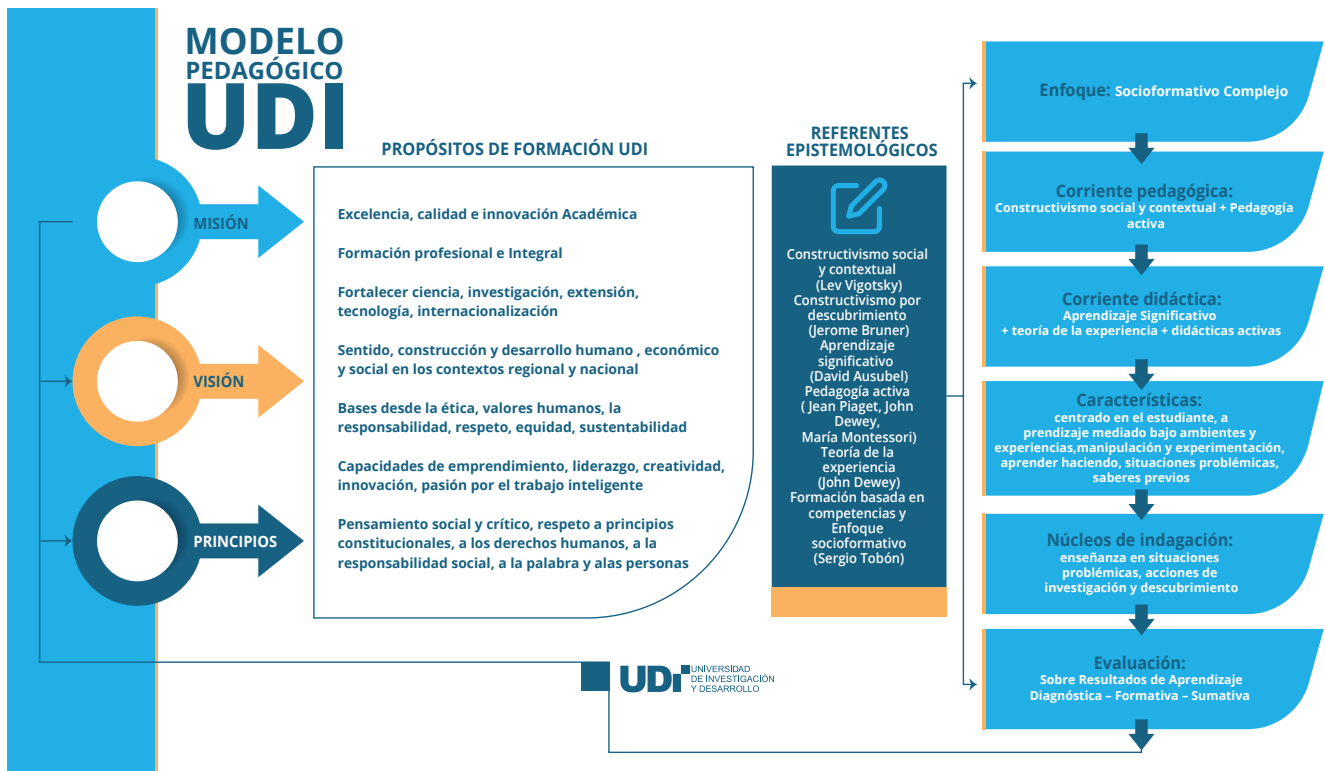 MODELO
PEDAGÓGICO
UDI
MISIÓN
VISIÓN
PRINCIPIOS
PROPÓSITOS DE FORMACIÓN UDI
Excelencia, calidad e innovación Académica
Formación profesional e Integral
Fortalecer ciencia, investigación, extensión,
tecnología, internacionalización
Sentido, construcción y desarrollo humano , económico
y social en los contextos regional y nacional
Bases desde la ética, valores humanos, la
responsabilidad, respeto, equidad, sustentabilidad
Capacidades de emprendimiento, liderazgo, creatividad,
innovación, pasión por el trabajo inteligente
Pensamiento social y crítico, respeto a principios
constitucionales, a los derechos humanos, a la
responsabilidad social, a la palabra y alas personas
REFERENTES
EPISTEMOLÓGICOS
Constructivismo social
y contextual
(Lev Vigotsky)
Constructivismo por
descubrimiento
(Jerome Bruner)
Aprendizaje
significativo
(David Ausubel)
Pedagogía activa
( Jean Piaget, John
Dewey,
María Montessori)
Teoría de la
experiencia
(John Dewey)
Formación basada en
competencias y
Enfoque
socioformativo
(Sergio Tobón)
Enfoque: Socioformativo Complejo
Corriente pedagógica:
Constructivismo social y contextual + Pedagogía
activa
Corriente didáctica:
Aprendizaje Significativo
+ teoría de la experiencia + didácticas activas
Características:
centrado en el estudiante, a
prendizaje mediado bajo ambientes y
experiencias,manipulación y experimentación,
aprender haciendo, situaciones problémicas,
saberes previos
Núcleos de indagación:
enseñanza en situaciones
problémicas, acciones de
investigación y descubrimiento
Evaluación:
Sobre Resultados de Aprendizaje
Diagnóstica – Formativa – Sumativa
UDI
UNIVERSIDAD
DE INVESTIGACIÓN
Y DESARROLLO